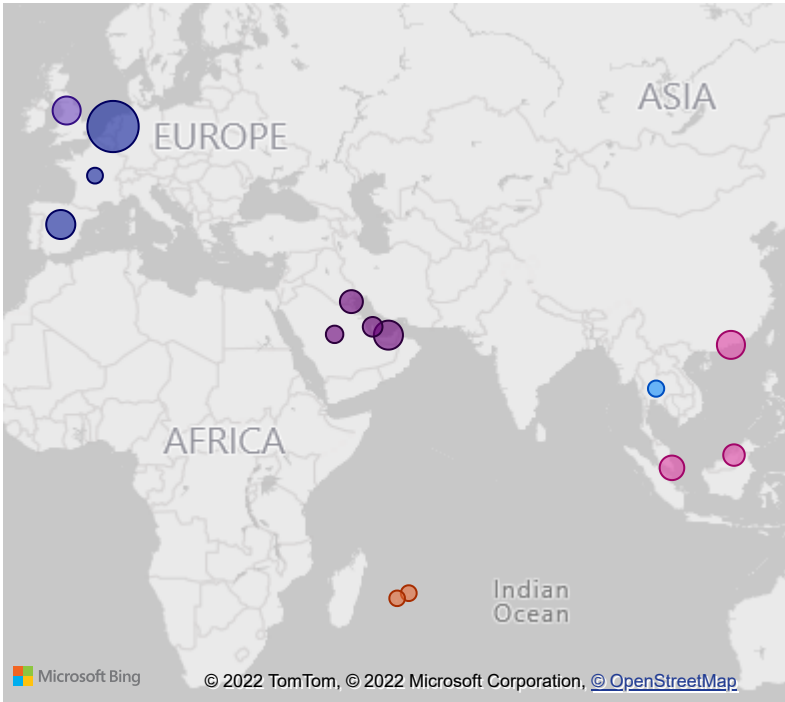 ASIA
EUROPE
AFRICA
Indian
Ocean
Microsoft Bing
© 2022 TomTom, © 2022 Microsoft Corporation, © OpenStreetMap